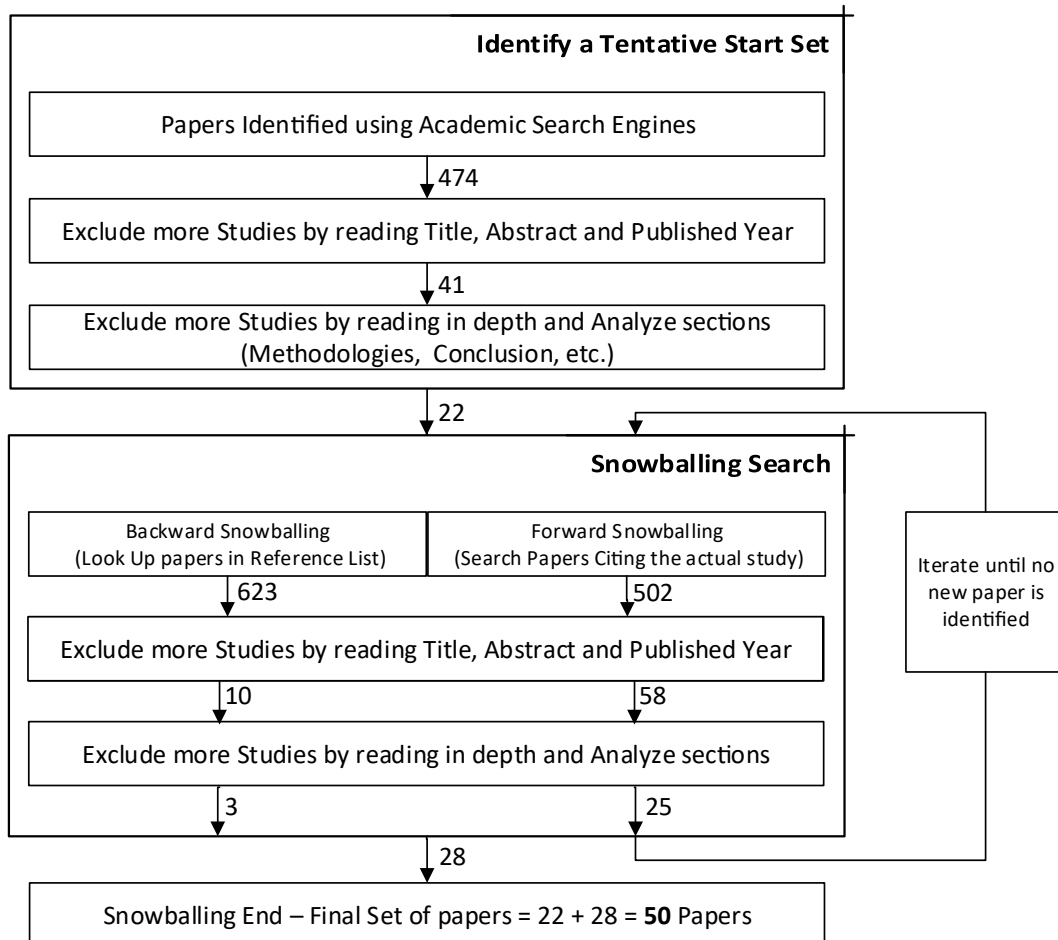 Identify a Tentative Start Set
Papers Identified using Academic Search Engines
474
Exclude more Studies by reading Title, Abstract and Published Year
41
Exclude more Studies by reading in depth and Analyze sections
(Methodologies, Conclusion, etc.)
22
Snowballing Search
Backward Snowballing
(Look Up papers in Reference List)
Forward Snowballing
(Search Papers Citing the actual study)
623
502
Exclude more Studies by reading Title, Abstract and Published Year
10
58
Exclude more Studies by reading in depth and Analyze sections
3
25
Iterate until no
new paper is
identified
28
Snowballing End – Final Set of papers = 22 + 28 = 50 Papers